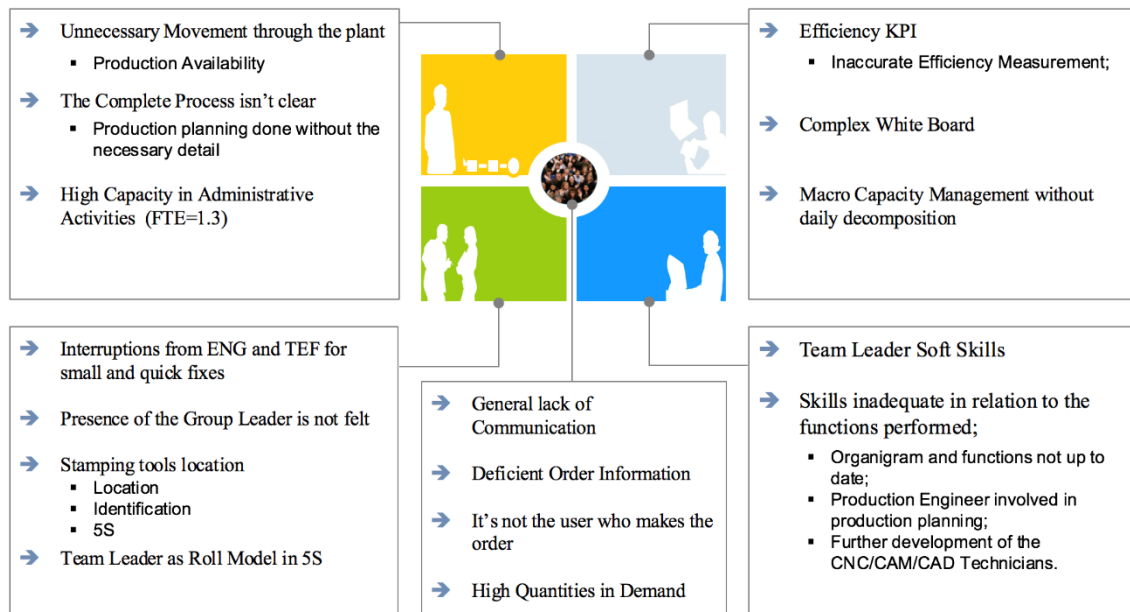 Unnecessary Movement through the plant
Production Availability
The Complete Process isn't clear
Production planning done without the
necessary detail
High Capacity in Administrative
Activities (FTE=1.3)
Efficiency KPI
Inaccurate Efficiency Measurement;
Complex White Board
Macro Capacity Management without
daily decomposition
Interruptions from ENG and TEF for
small and quick fixes
Presence of the Group Leader is not felt
Stamping tools location
Location
Identification
5S
Team Leader as Roll Model in 5S
General lack of
Communication
Deficient Order Information
It's not the user who makes the
order
High Quantities in Demand
Team Leader Soft Skills
Skills inadequate in relation to the
functions performed;
Organigram and functions not up to
date;
Production Engineer involved in
production planning;
Further development of the
CNC/CAM/CAD Technicians.